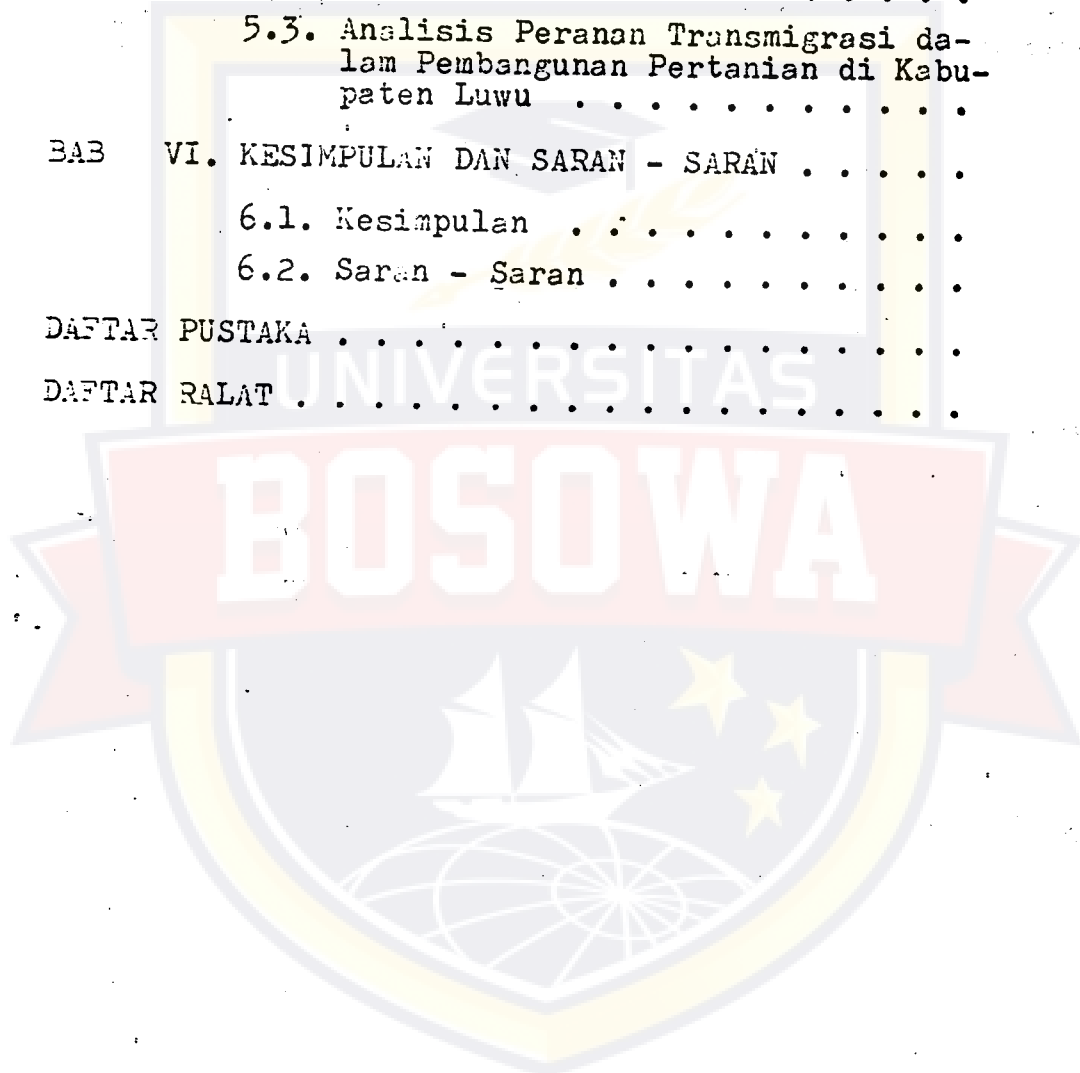 5.3. Analisis Peranan Transmigrasi da-
lam Pembangunan Pertanian di Kabu-
paten Luwu . . . . . . . . . . .
BAB VI. KESIMPULAN DAN SARAN - SARAN . . . . .
6.1. Kesimpulan . . . . . . . . . . .
6.2. Saran - Saran . . . . . . . . . .
DAFTAR PUSTAKA . . . . . . . . . . . . . . . . .
DAFTAR RALAT . . . . . . . . . . . . . . . . . .
UNIVERSITAS
BOSOWA